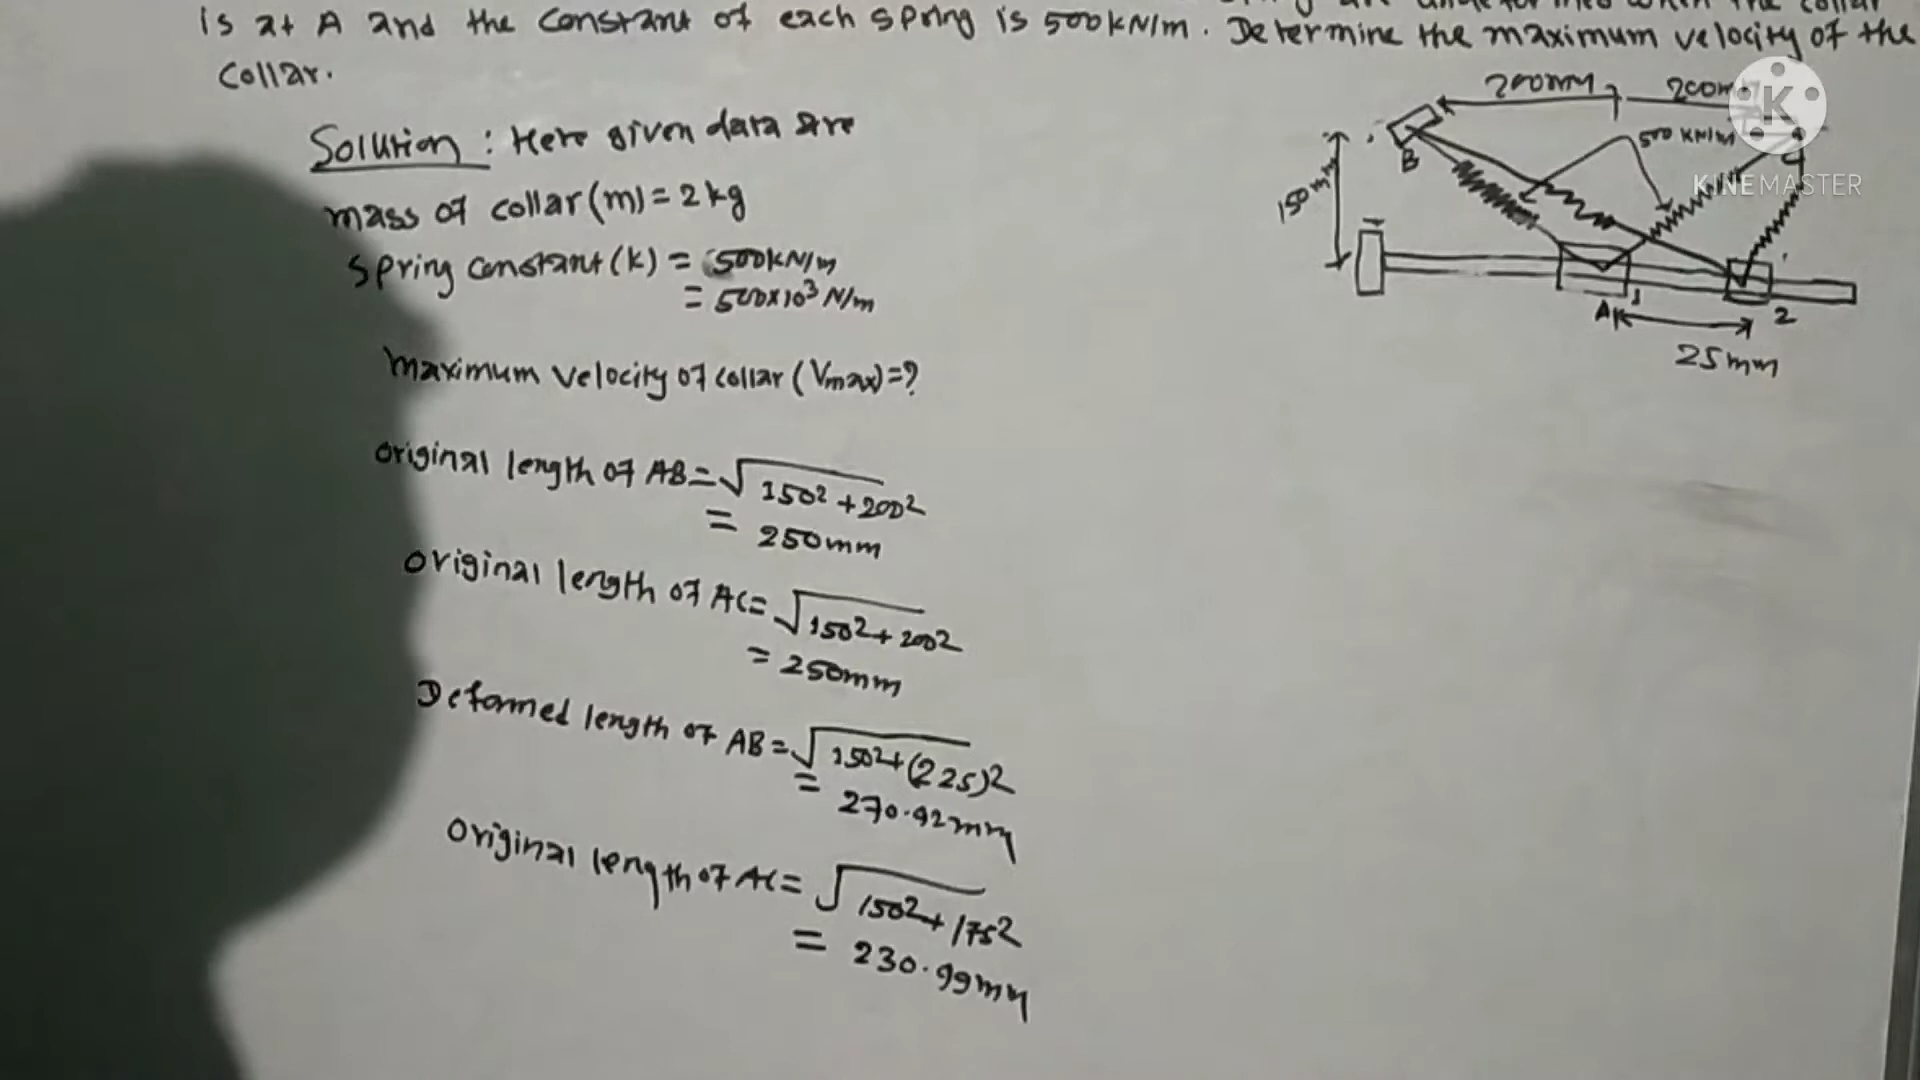 is at A and the constant of each spring is 500kN/m. Determine the maximum velocity of the
collar.
Solution: Here given data are
mass of collar(m) = 2kg
Spring constant(k) = 500kN/m
= 500×10³ N/m
maximum velocity of collar (Vmax)=?
original length of AB = √150²+200²
= 250mm
original length of AC= √150²+200²
= 250mm
Deformed length of AB = √150²+(225)²
= 270.42mm
Original length of AC = √150²+175²
= 230.99mm
200mm
200m
500 KN/m
B
150mm
A
1
2
25mm
K
KINEMASTER